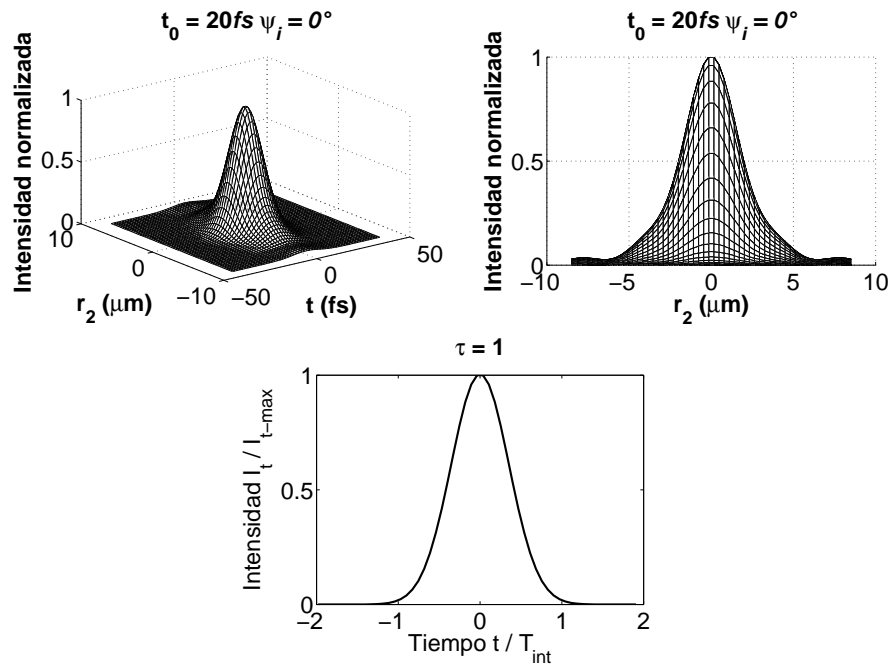 t₀ = 20fs ψᵢ = 0°
Intensidad normalizada
1
0.5
0
10
0
−10
r₂ (μm)
−50
0
50
t (fs)
t₀ = 20fs ψᵢ = 0°
Intensidad normalizada
1
0.5
0
−10
−5
0
5
10
r₂ (μm)
τ = 1
Intensidad I_t / I_t−max
1
0.5
0
−2
−1
0
1
2
Tiempo t / T_int